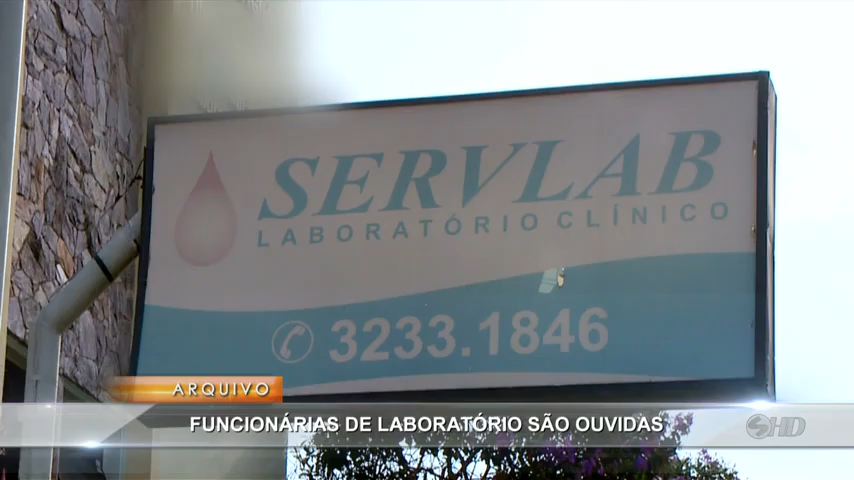 SERVLAB
LABORATÓRIO CLÍNICO
3233.1846
ARQUIVO
FUNCIONÁRIAS DE LABORATÓRIO SÃO OUVIDAS
HD